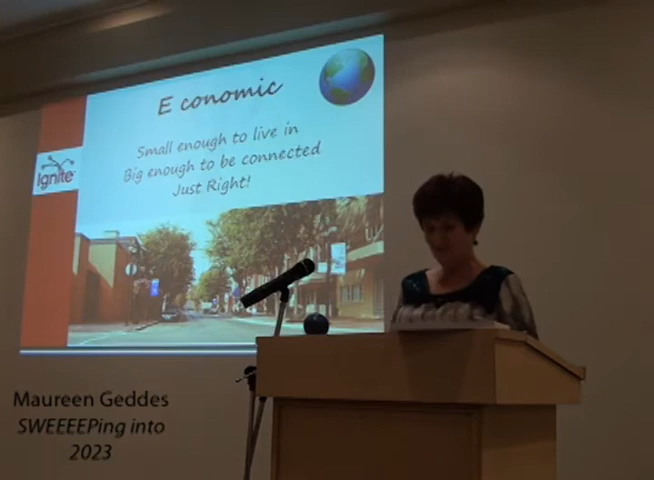 E conomic
Small enough to live in
Big enough to be connected
Just Right!
Ignite
Maureen Geddes
SWEEEEPing into
2023